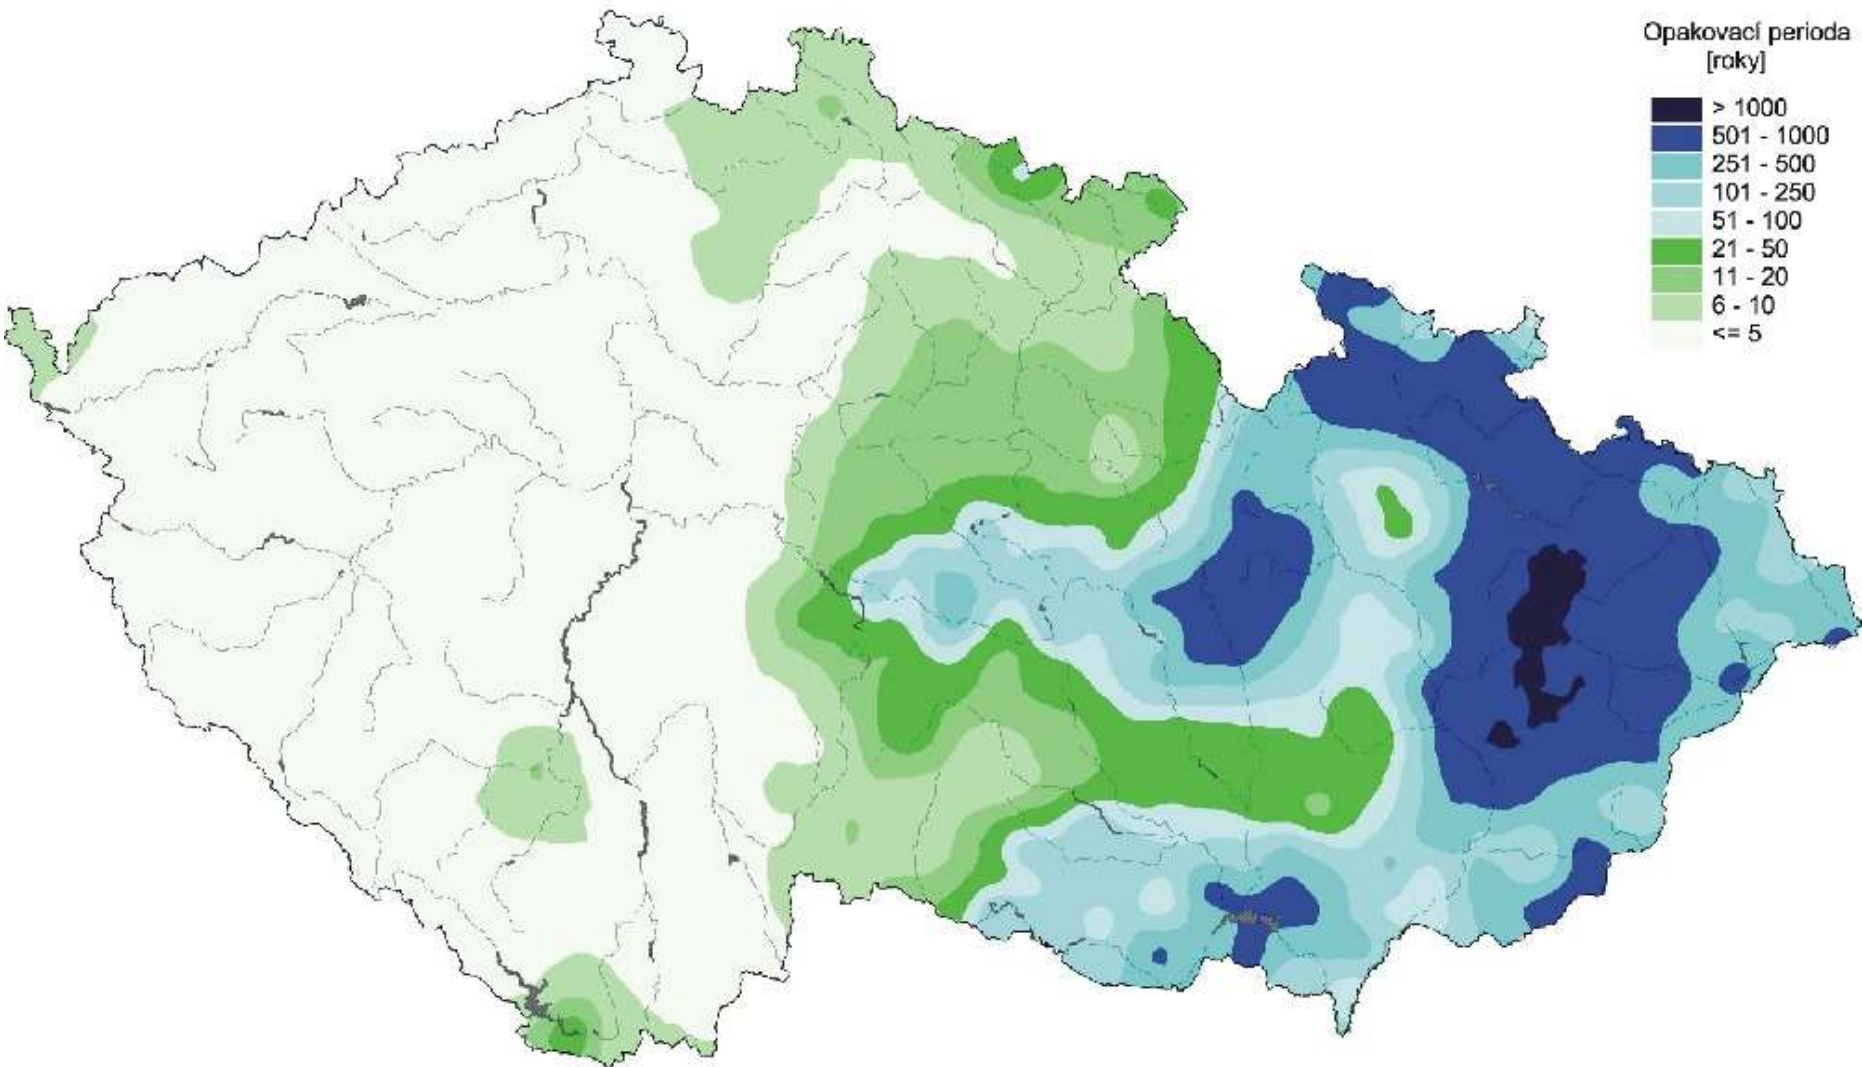 Opakovací perioda
[roky]
> 1000
501 - 1000
251 - 500
101 - 250
51 - 100
21 - 50
11 - 20
6 - 10
<= 5